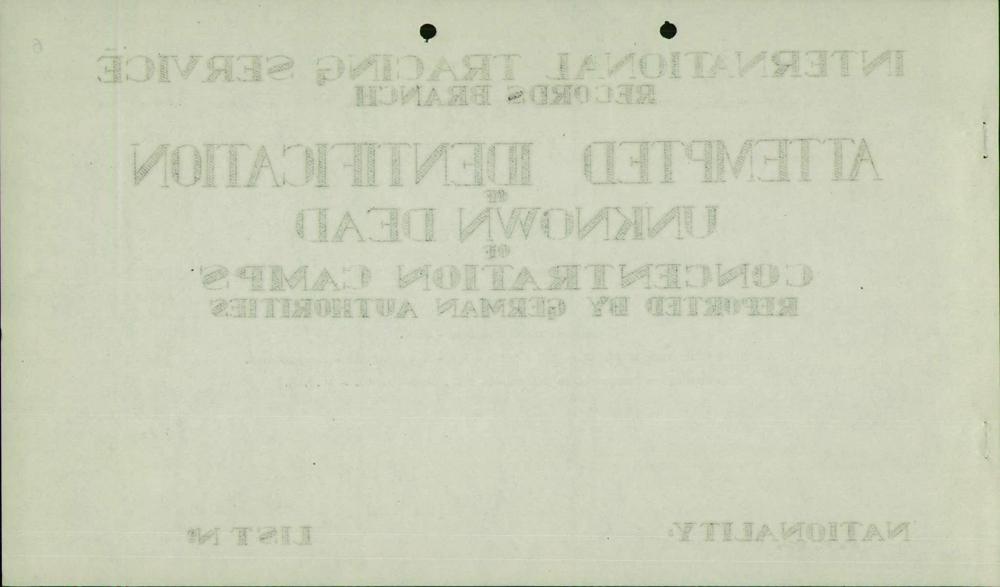 6
INTERNATIONAL TRACING SERVICE
RECORDS BRANCH
ATTEMPTED IDENTIFICATION
OF
UNKNOWN DEAD
OF
CONCENTRATION CAMPS
REPORTED BY GERMAN AUTHORITIES
NATIONALITY: LIST Nº